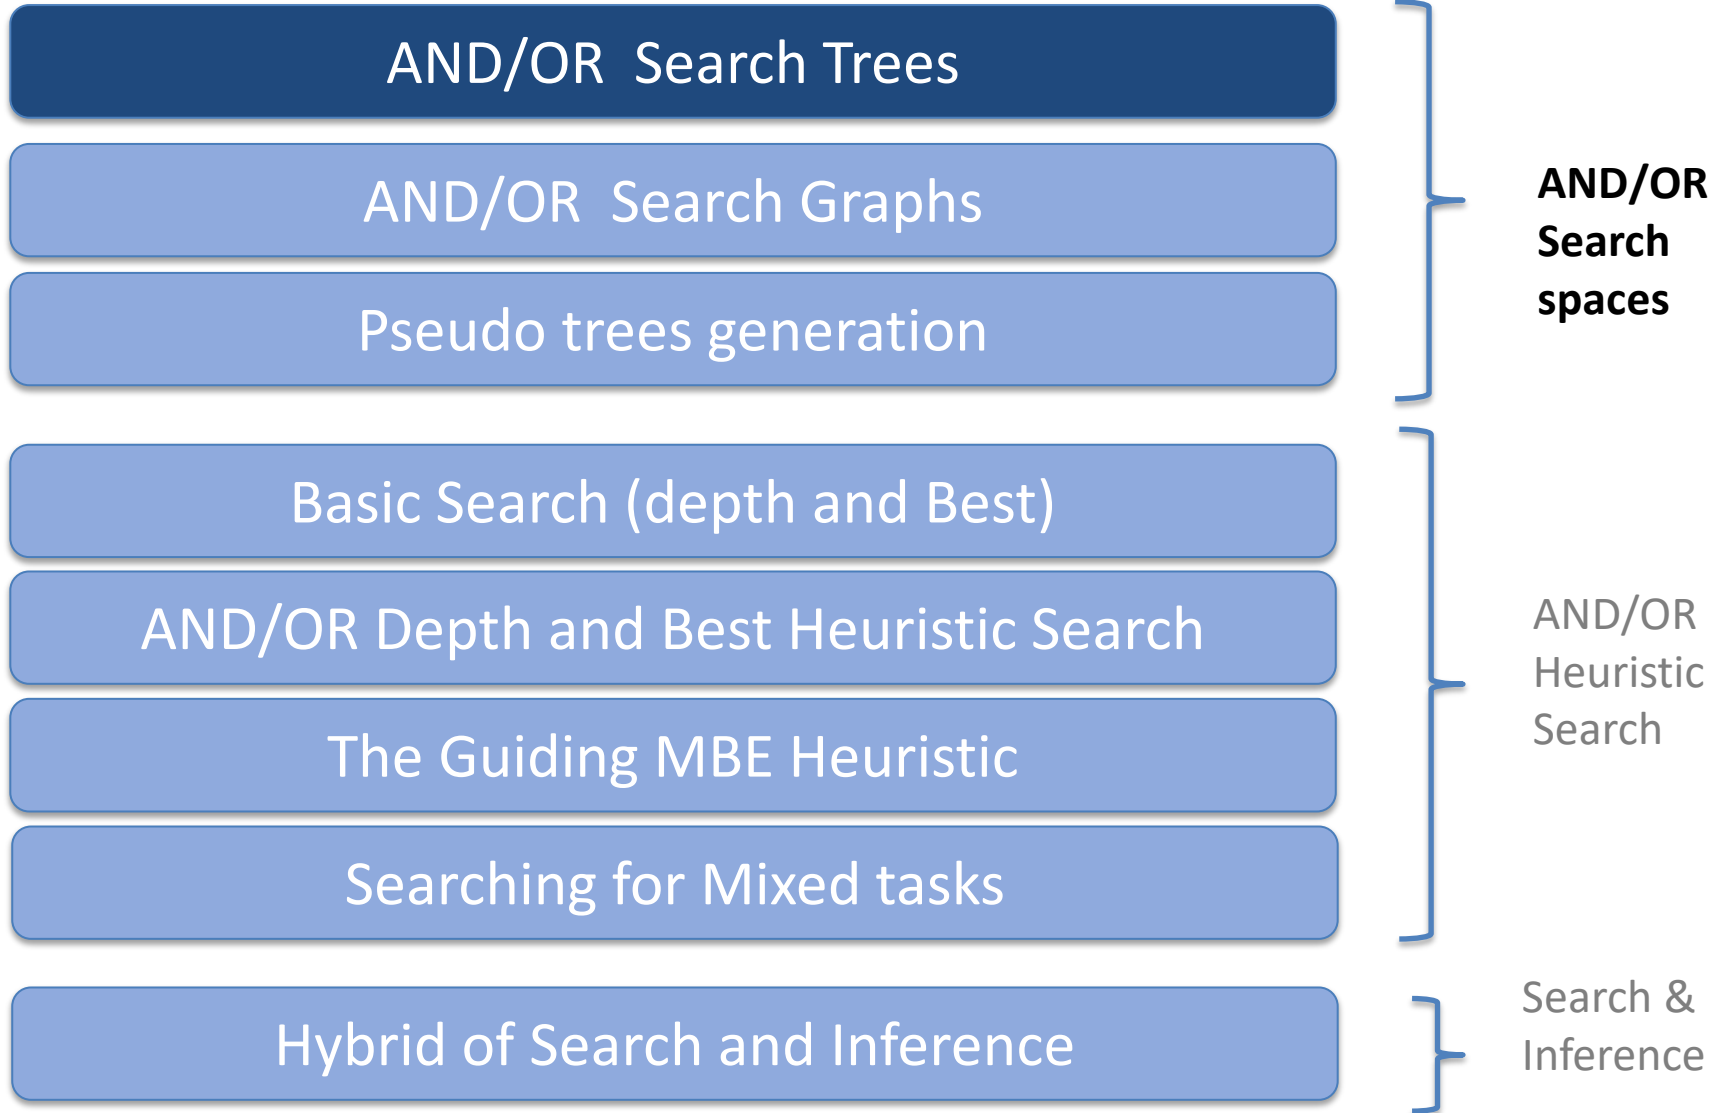 AND/OR Search Trees
AND/OR Search Graphs
Pseudo trees generation
AND/OR
Search
spaces
Basic Search (depth and Best)
AND/OR Depth and Best Heuristic Search
The Guiding MBE Heuristic
Searching for Mixed tasks
AND/OR
Heuristic
Search
Hybrid of Search and Inference
Search &
Inference